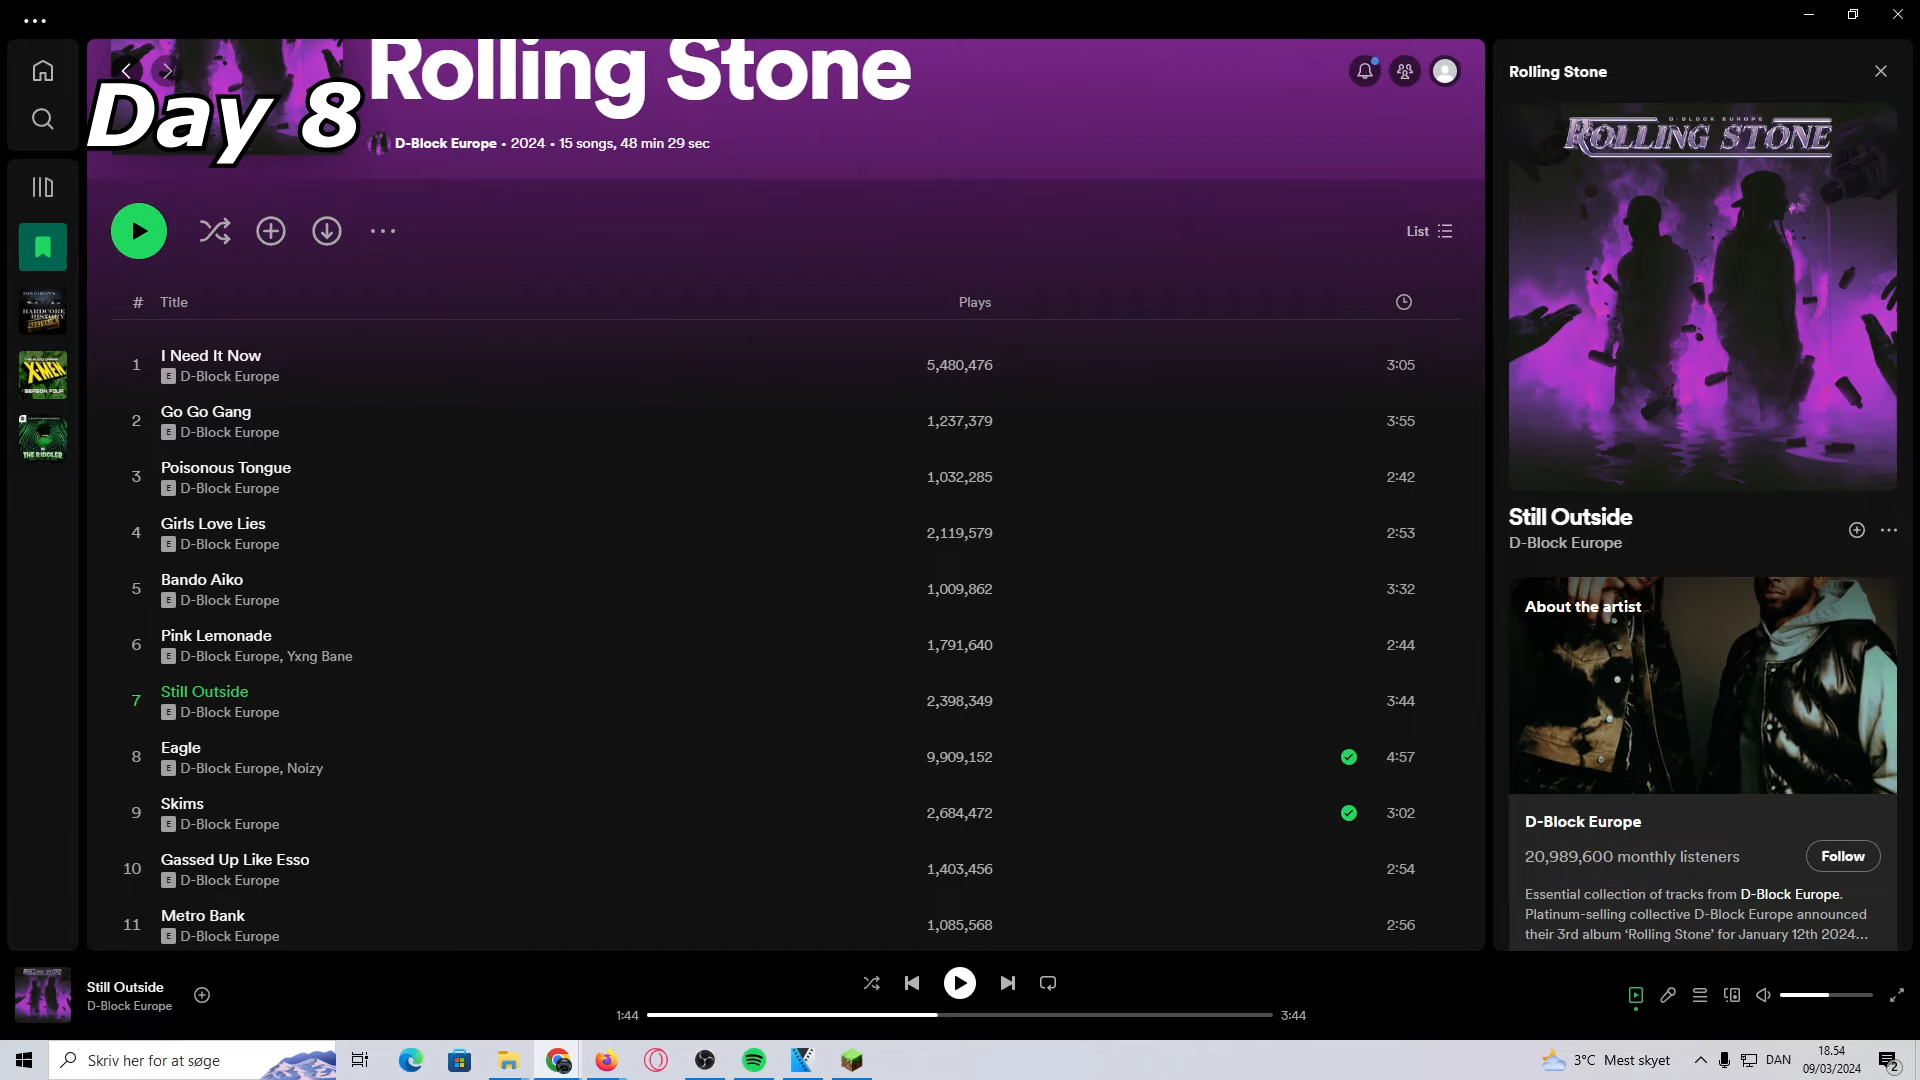 Rolling Stone
Day 8
D-Block Europe • 2024 • 15 songs, 48 min 29 sec
List
# Title Plays
1 I Need It Now 5,480,476 3:05
E D-Block Europe
2 Go Go Gang 1,237,379 3:55
E D-Block Europe
3 Poisonous Tongue 1,032,285 2:42
E D-Block Europe
4 Girls Love Lies 2,119,579 2:53
E D-Block Europe
5 Bando Aiko 1,009,862 3:32
E D-Block Europe
6 Pink Lemonade 1,791,640 2:44
E D-Block Europe, Yxng Bane
7 Still Outside 2,398,349 3:44
E D-Block Europe
8 Eagle 9,909,152 4:57
E D-Block Europe, Noizy
9 Skims 2,684,472 3:02
E D-Block Europe
10 Gassed Up Like Esso 1,403,456 2:54
E D-Block Europe
11 Metro Bank 1,085,568 2:56
E D-Block Europe
HARDCORE
HISTORY
X-MEN
SEASON FOUR
THE RIDDLER
Rolling Stone
D-BLOCK EUROPE
ROLLING STONE
Still Outside
D-Block Europe
About the artist
D-Block Europe
20,989,600 monthly listeners
Follow
Essential collection of tracks from D-Block Europe.
Platinum-selling collective D-Block Europe announced
their 3rd album ‘Rolling Stone’ for January 12th 2024...
Still Outside
D-Block Europe
1:44 3:44
Skriv her for at søge
3°C Mest skyet
DAN
18.54
09/03/2024
2